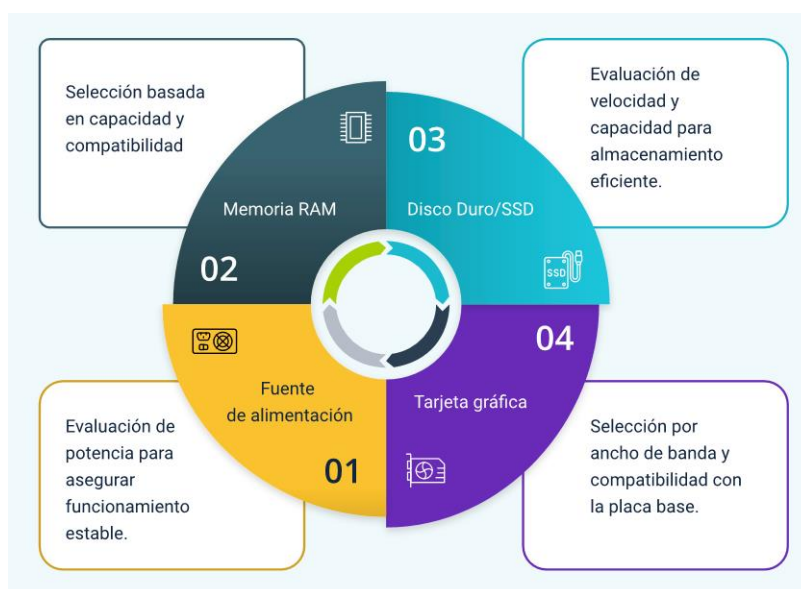 Selección basada
en capacidad y
compatibilidad
Memoria RAM
02
Evaluación de
velocidad y
capacidad para
almacenamiento
eficiente.
03
Disco Duro/SSD
SSD
Fuente
de alimentación
01
Evaluación de
potencia para
asegurar
funcionamiento
estable.
04
Tarjeta gráfica
Selección por
ancho de banda y
compatibilidad con
la placa base.